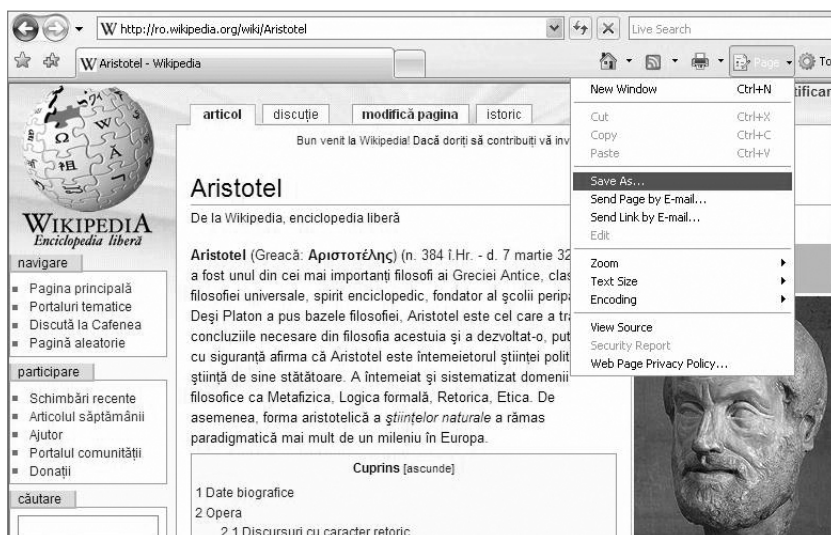 http://ro.wikipedia.org/wiki/Aristotel
Live Search
W Aristotel - Wikipedia
Page
To
New Window Ctrl+N
Cut Ctrl+X
Copy Ctrl+C
Paste Ctrl+V
Save As...
Send Page by E-mail...
Send Link by E-mail...
Edit
Zoom
Text Size
Encoding
View Source
Security Report
Web Page Privacy Policy...
WIKIPEDIA
Enciclopedia liberă
navigare
Pagina principală
Portaluri tematice
Discută la Cafenea
Pagină aleatorie
participare
Schimbări recente
Articolul săptămânii
Ajutor
Portalul comunității
Donații
căutare
articol discuție modifică pagina istoric
Bun venit la Wikipedia! Dacă doriți să contribuiți vă inv
Aristotel
De la Wikipedia, enciclopedia liberă
Aristotel (Greacă: Αριστοτέλης) (n. 384 î.Hr. - d. 7 martie 32
a fost unul din cei mai importanți filosofi ai Greciei Antice, clas
filosofiei universale, spirit enciclopedic, fondator al școlii peripa
Deși Platon a pus bazele filosofiei, Aristotel este cel care a tra
concluziile necesare din filosofia acestuia și a dezvoltat-o, put
cu siguranță afirma că Aristotel este întemeietorul științei polit
știință de sine stătătoare. A întemeiat și sistematizat domenii
filosofice ca Metafizica, Logica formală, Retorica, Etica. De
asemenea, forma aristotelică a științelor naturale a rămas
paradigmatică mai mult de un mileniu în Europa.
Cuprins [ascunde]
1 Date biografice
2 Opera
2.1 Discursuri cu caracter retoric